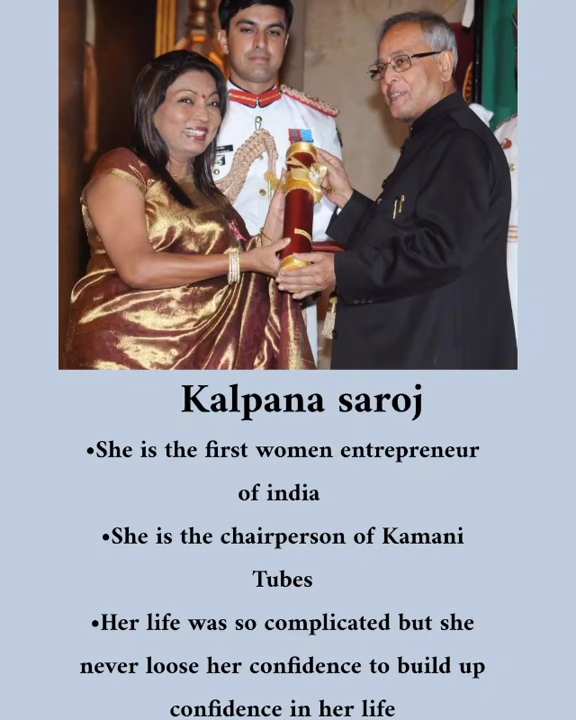 Kalpana saroj
•She is the first women entrepreneur
of india
•She is the chairperson of Kamani
Tubes
•Her life was so complicated but she
never loose her confidence to build up
confidence in her life